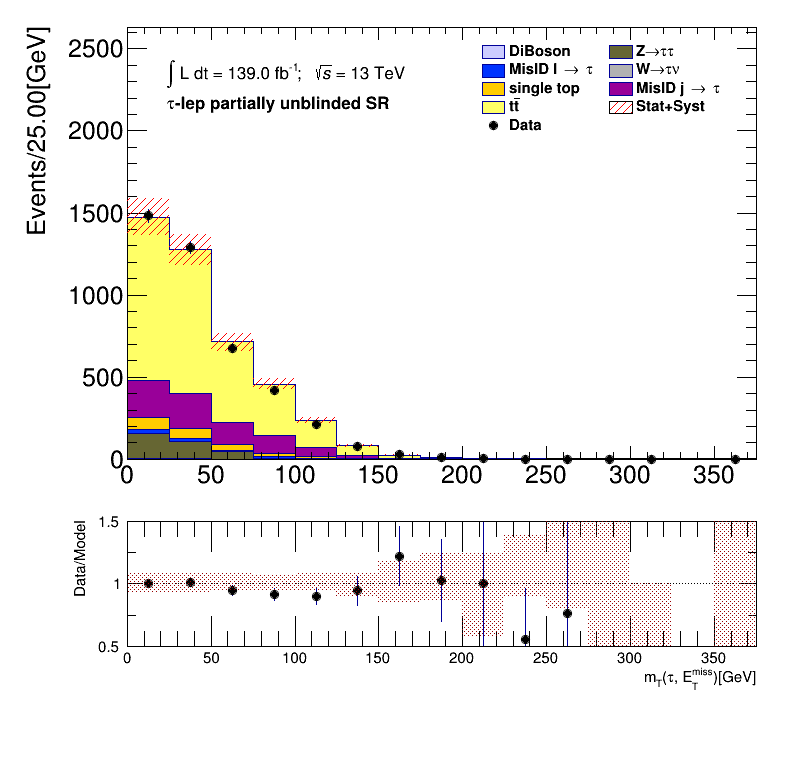 Events/25.00[GeV]
2500
2000
1500
1000
500
0
∫ L dt = 139.0 fb⁻¹; √s = 13 TeV
τ-lep partially unblinded SR
DiBoson
Z→ττ
MisID l → τ
W→τν
single top
MisID j → τ
tt̄
Stat+Syst
Data
0 50 100 150 200 250 300 350
Data/Model
1.5
1
0.5
0 50 100 150 200 250 300 350
m_T(τ, E_T^miss)[GeV]